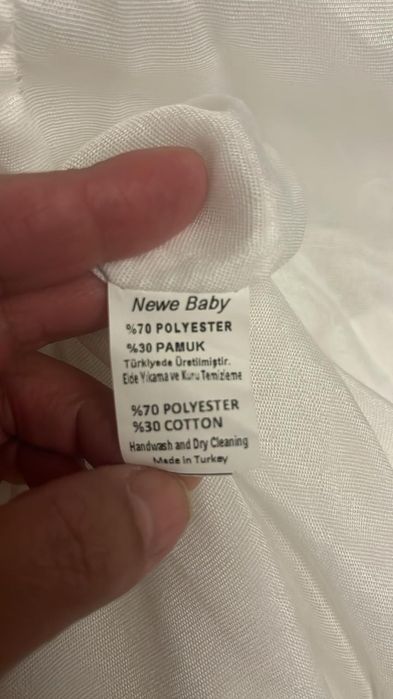 Newe Baby
%70 POLYESTER
%30 PAMUK
Türkiyede Üretilmiştir.
Elde Yıkama ve Kuru Temizleme
%70 POLYESTER
%30 COTTON
Handwash and Dry Cleaning
Made in Turkey